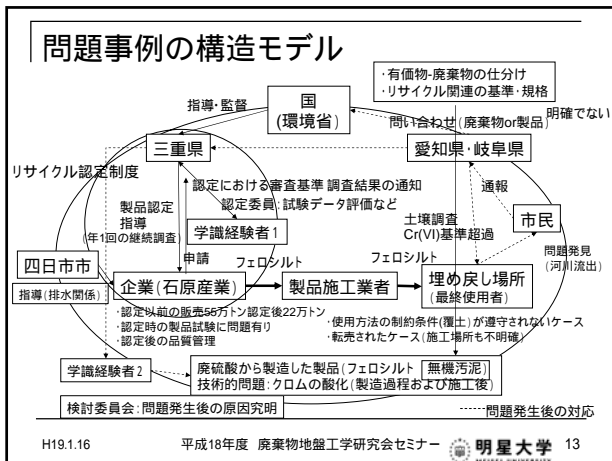 問題事例の構造モデル
・有価物-廃棄物の仕分け
・リサイクル関連の基準・規格
国
(環境省)
指導・監督
問い合わせ(廃棄物or製品)
明確でない
三重県
愛知県・岐阜県
リサイクル認定制度
認定における審査基準 調査結果の通知
認定委員:試験データ評価など
通報
製品認定
指導
(年1回の継続調査)
学識経験者1
土壌調査
Cr(VI)基準超過
市民
問題発見
(河川流出)
四日市市
申請
フェロシルト
フェロシルト
指導(排水関係)
企業(石原産業)
製品施工業者
埋め戻し場所
(最終使用者)
・認定以前の販売55万トン認定後22万トン
・認定時の製品試験に問題有り
・認定後の品質管理
・使用方法の制約条件(覆土)が遵守されないケース
・転売されたケース(施工場所も不明確)
学識経験者2
廃硫酸から製造した製品(フェロシルト 無機汚泥)
技術的問題:クロムの酸化(製造過程および施工後)
検討委員会:問題発生後の原因究明
問題発生後の対応
H19.1.16
平成18年度 廃棄物地盤工学研究会セミナー
明星大学
MEISEI UNIVERSITY
13